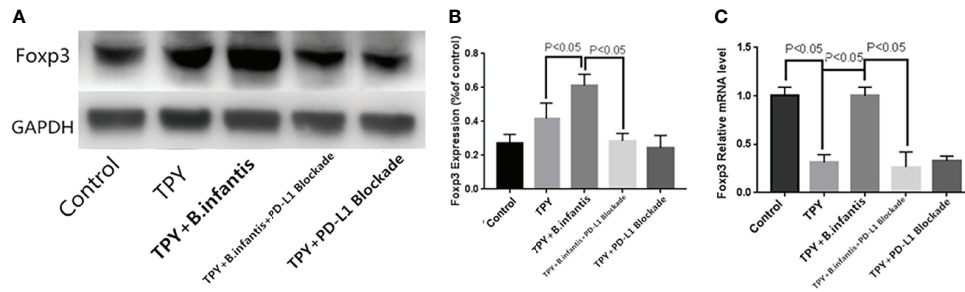 A
Foxp3
GAPDH
Control
TPY
TPY+B.infantis
TPY+B.infantis+PD-L1 Blockade
TPY+PD-L1 Blockade
B
Foxp3 Expression (%of control)
0.8
0.6
0.4
0.2
0.0
P<0.05
P<0.05
Control
TPY
TPY+B.infantis
TPY+B.infantis+PD-L1 Blockade
TPY+PD-L1 Blockade
C
Foxp3 Relative mRNA level
1.5
1.0
0.5
0.0
P<0.05
P<0.05
P<0.05
Control
TPY
TPY+B.infantis
TPY+B.infantis+PD-L1 Blockade
TPY+PD-L1 Blockade